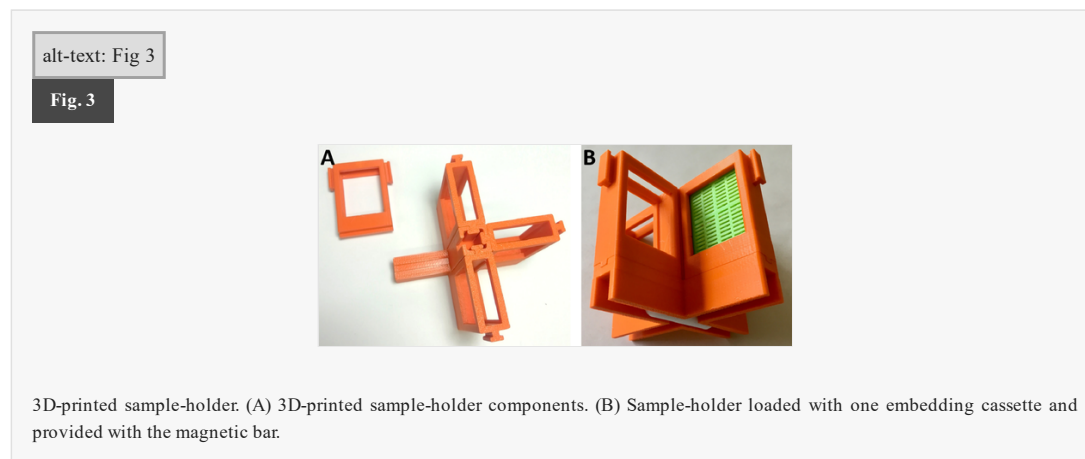 alt-text: Fig 3
Fig. 3
A
B
3D-printed sample-holder. (A) 3D-printed sample-holder components. (B) Sample-holder loaded with one embedding cassette and
provided with the magnetic bar.